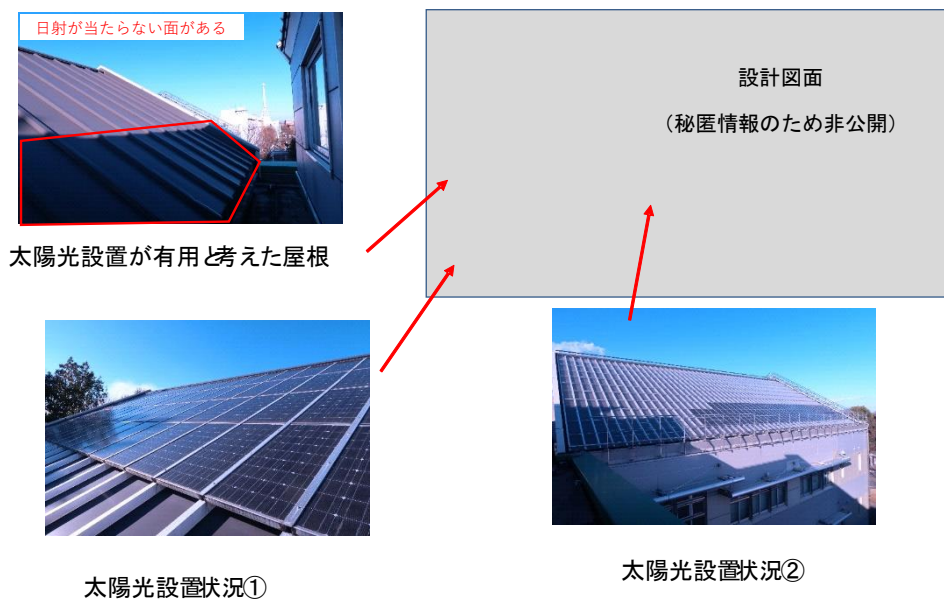 日射が当たらない面がある
設計図面
（秘匿情報のため非公開）
太陽光設置が有用と考えた屋根
太陽光設置状況①
太陽光設置状況②